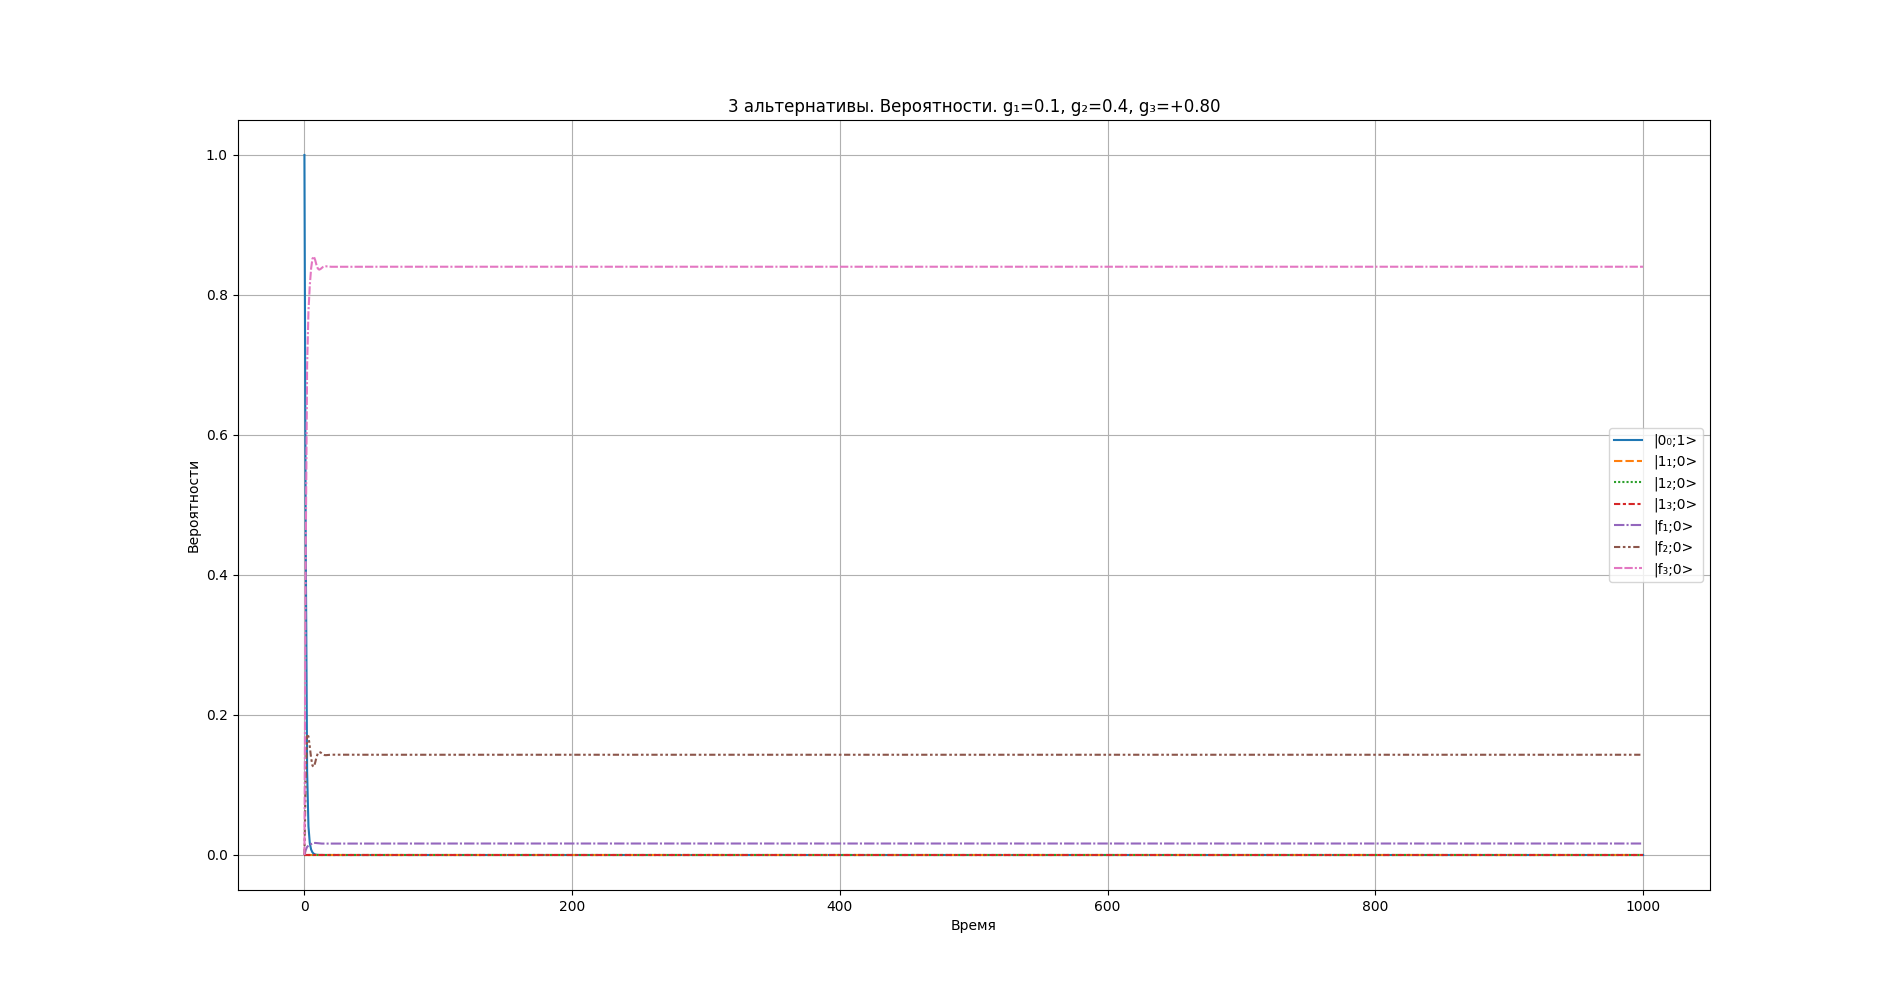 3 альтернативы. Вероятности. g₁=0.1, g₂=0.4, g₃=+0.80
1.0
0.8
0.6
0.4
0.2
0.0
Вероятности
|0₀;1>
|1₁;0>
|1₂;0>
|1₃;0>
|f₁;0>
|f₂;0>
|f₃;0>
0 200 400 600 800 1000
Время